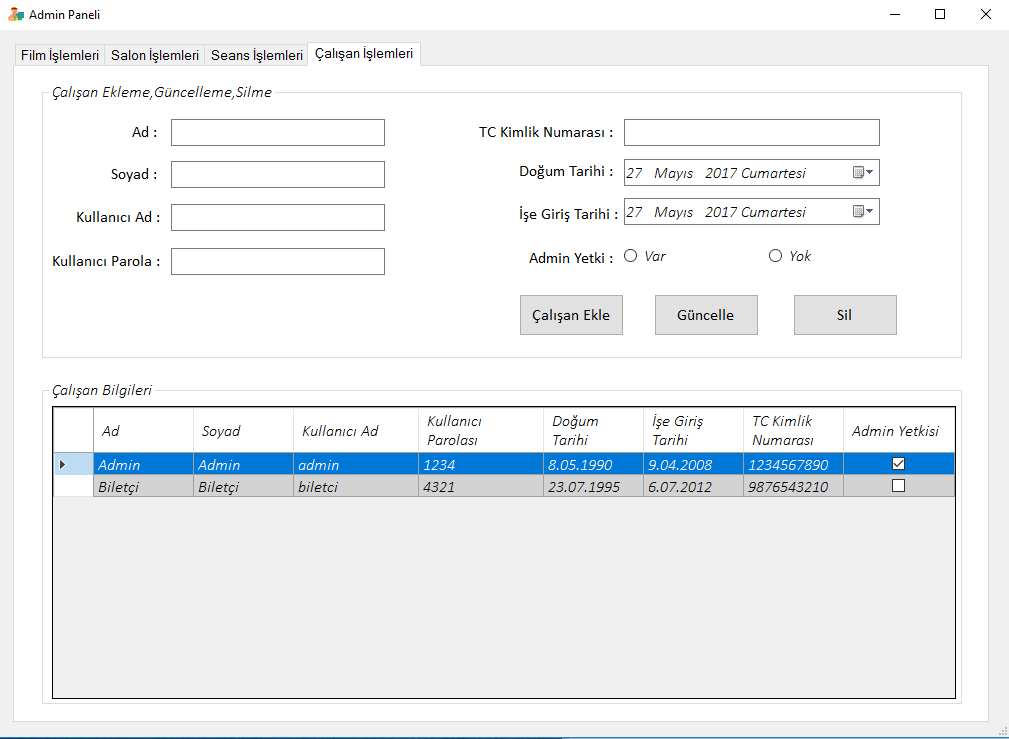 Admin Paneli
Film İşlemleri Salon İşlemleri Seans İşlemleri Çalışan İşlemleri
Çalışan Ekleme,Güncelleme,Silme
Ad : TC Kimlik Numarası :
Soyad : Doğum Tarihi : 27 Mayıs 2017 Cumartesi
Kullanıcı Ad : İşe Giriş Tarihi : 27 Mayıs 2017 Cumartesi
Kullanıcı Parola : Admin Yetki : Var Yok
Çalışan Ekle Güncelle Sil
Çalışan Bilgileri
Ad Soyad Kullanıcı Ad Kullanıcı Parolası Doğum Tarihi İşe Giriş Tarihi TC Kimlik Numarası Admin Yetkisi
Admin Admin admin 1234 8.05.1990 9.04.2008 1234567890
Biletçi Biletçi biletci 4321 23.07.1995 6.07.2012 9876543210